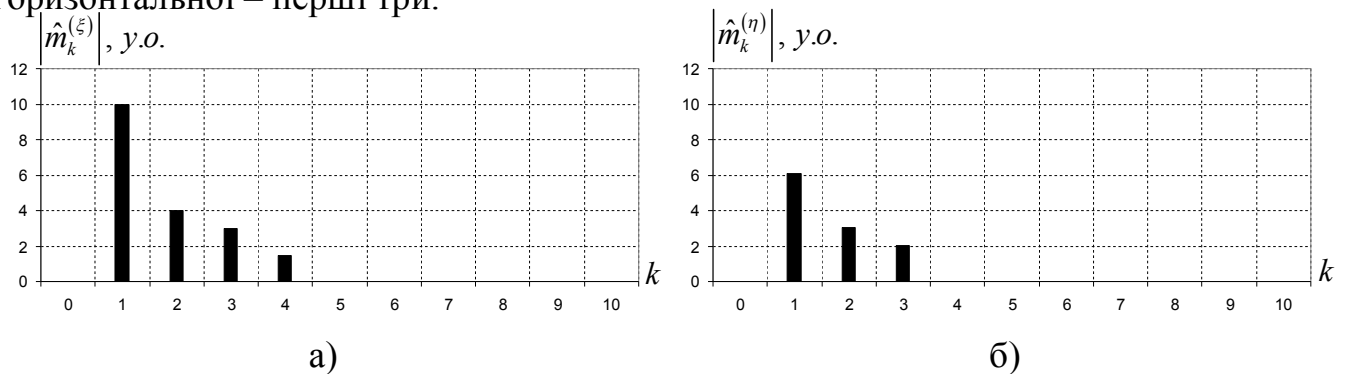 горизонтальної – перші три.
|m̂ₖ^(ξ)|, у.о.
12
10
8
6
4
2
0
0 1 2 3 4 5 6 7 8 9 10
k
а)
|m̂ₖ^(η)|, у.о.
12
10
8
6
4
2
0
0 1 2 3 4 5 6 7 8 9 10
k
б)